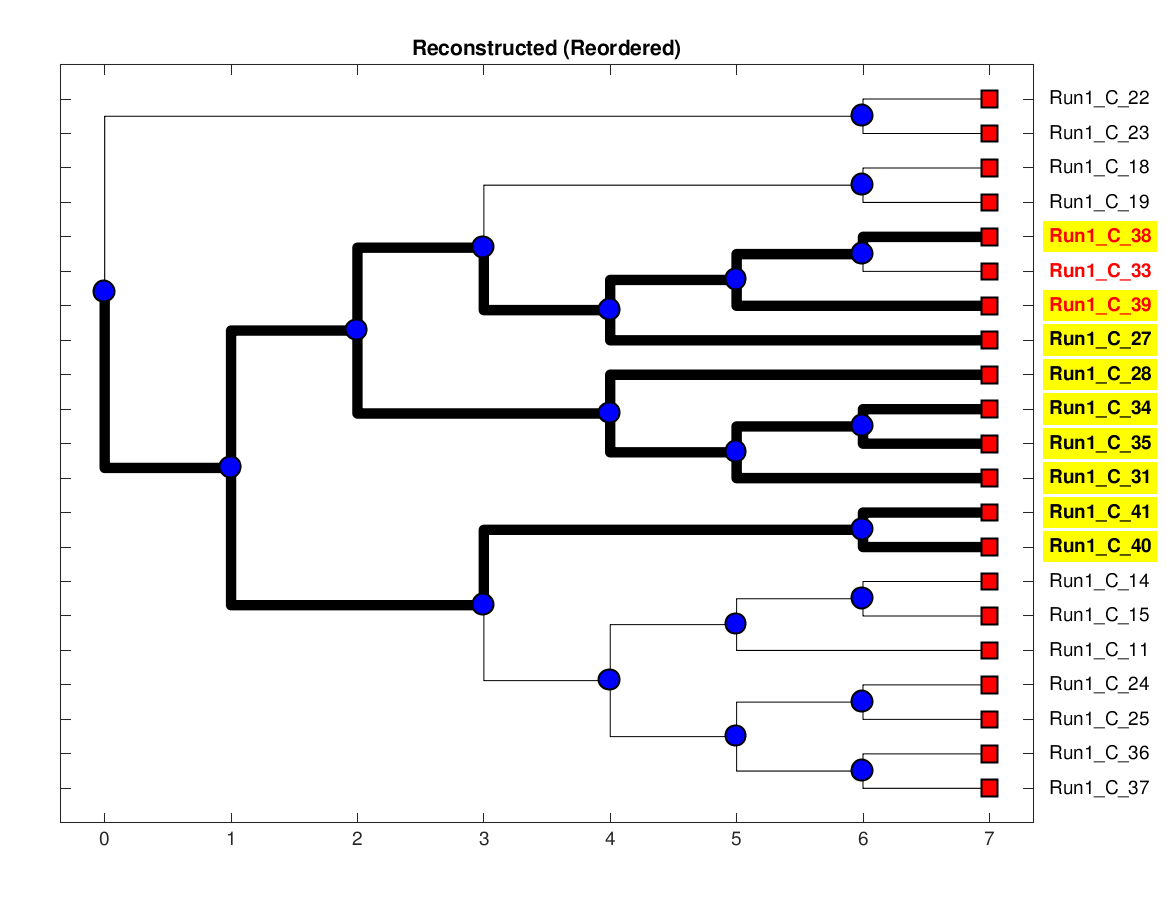 Reconstructed (Reordered)
Run1_C_22
Run1_C_23
Run1_C_18
Run1_C_19
Run1_C_38
Run1_C_33
Run1_C_39
Run1_C_27
Run1_C_28
Run1_C_34
Run1_C_35
Run1_C_31
Run1_C_41
Run1_C_40
Run1_C_14
Run1_C_15
Run1_C_11
Run1_C_24
Run1_C_25
Run1_C_36
Run1_C_37
0 1 2 3 4 5 6 7